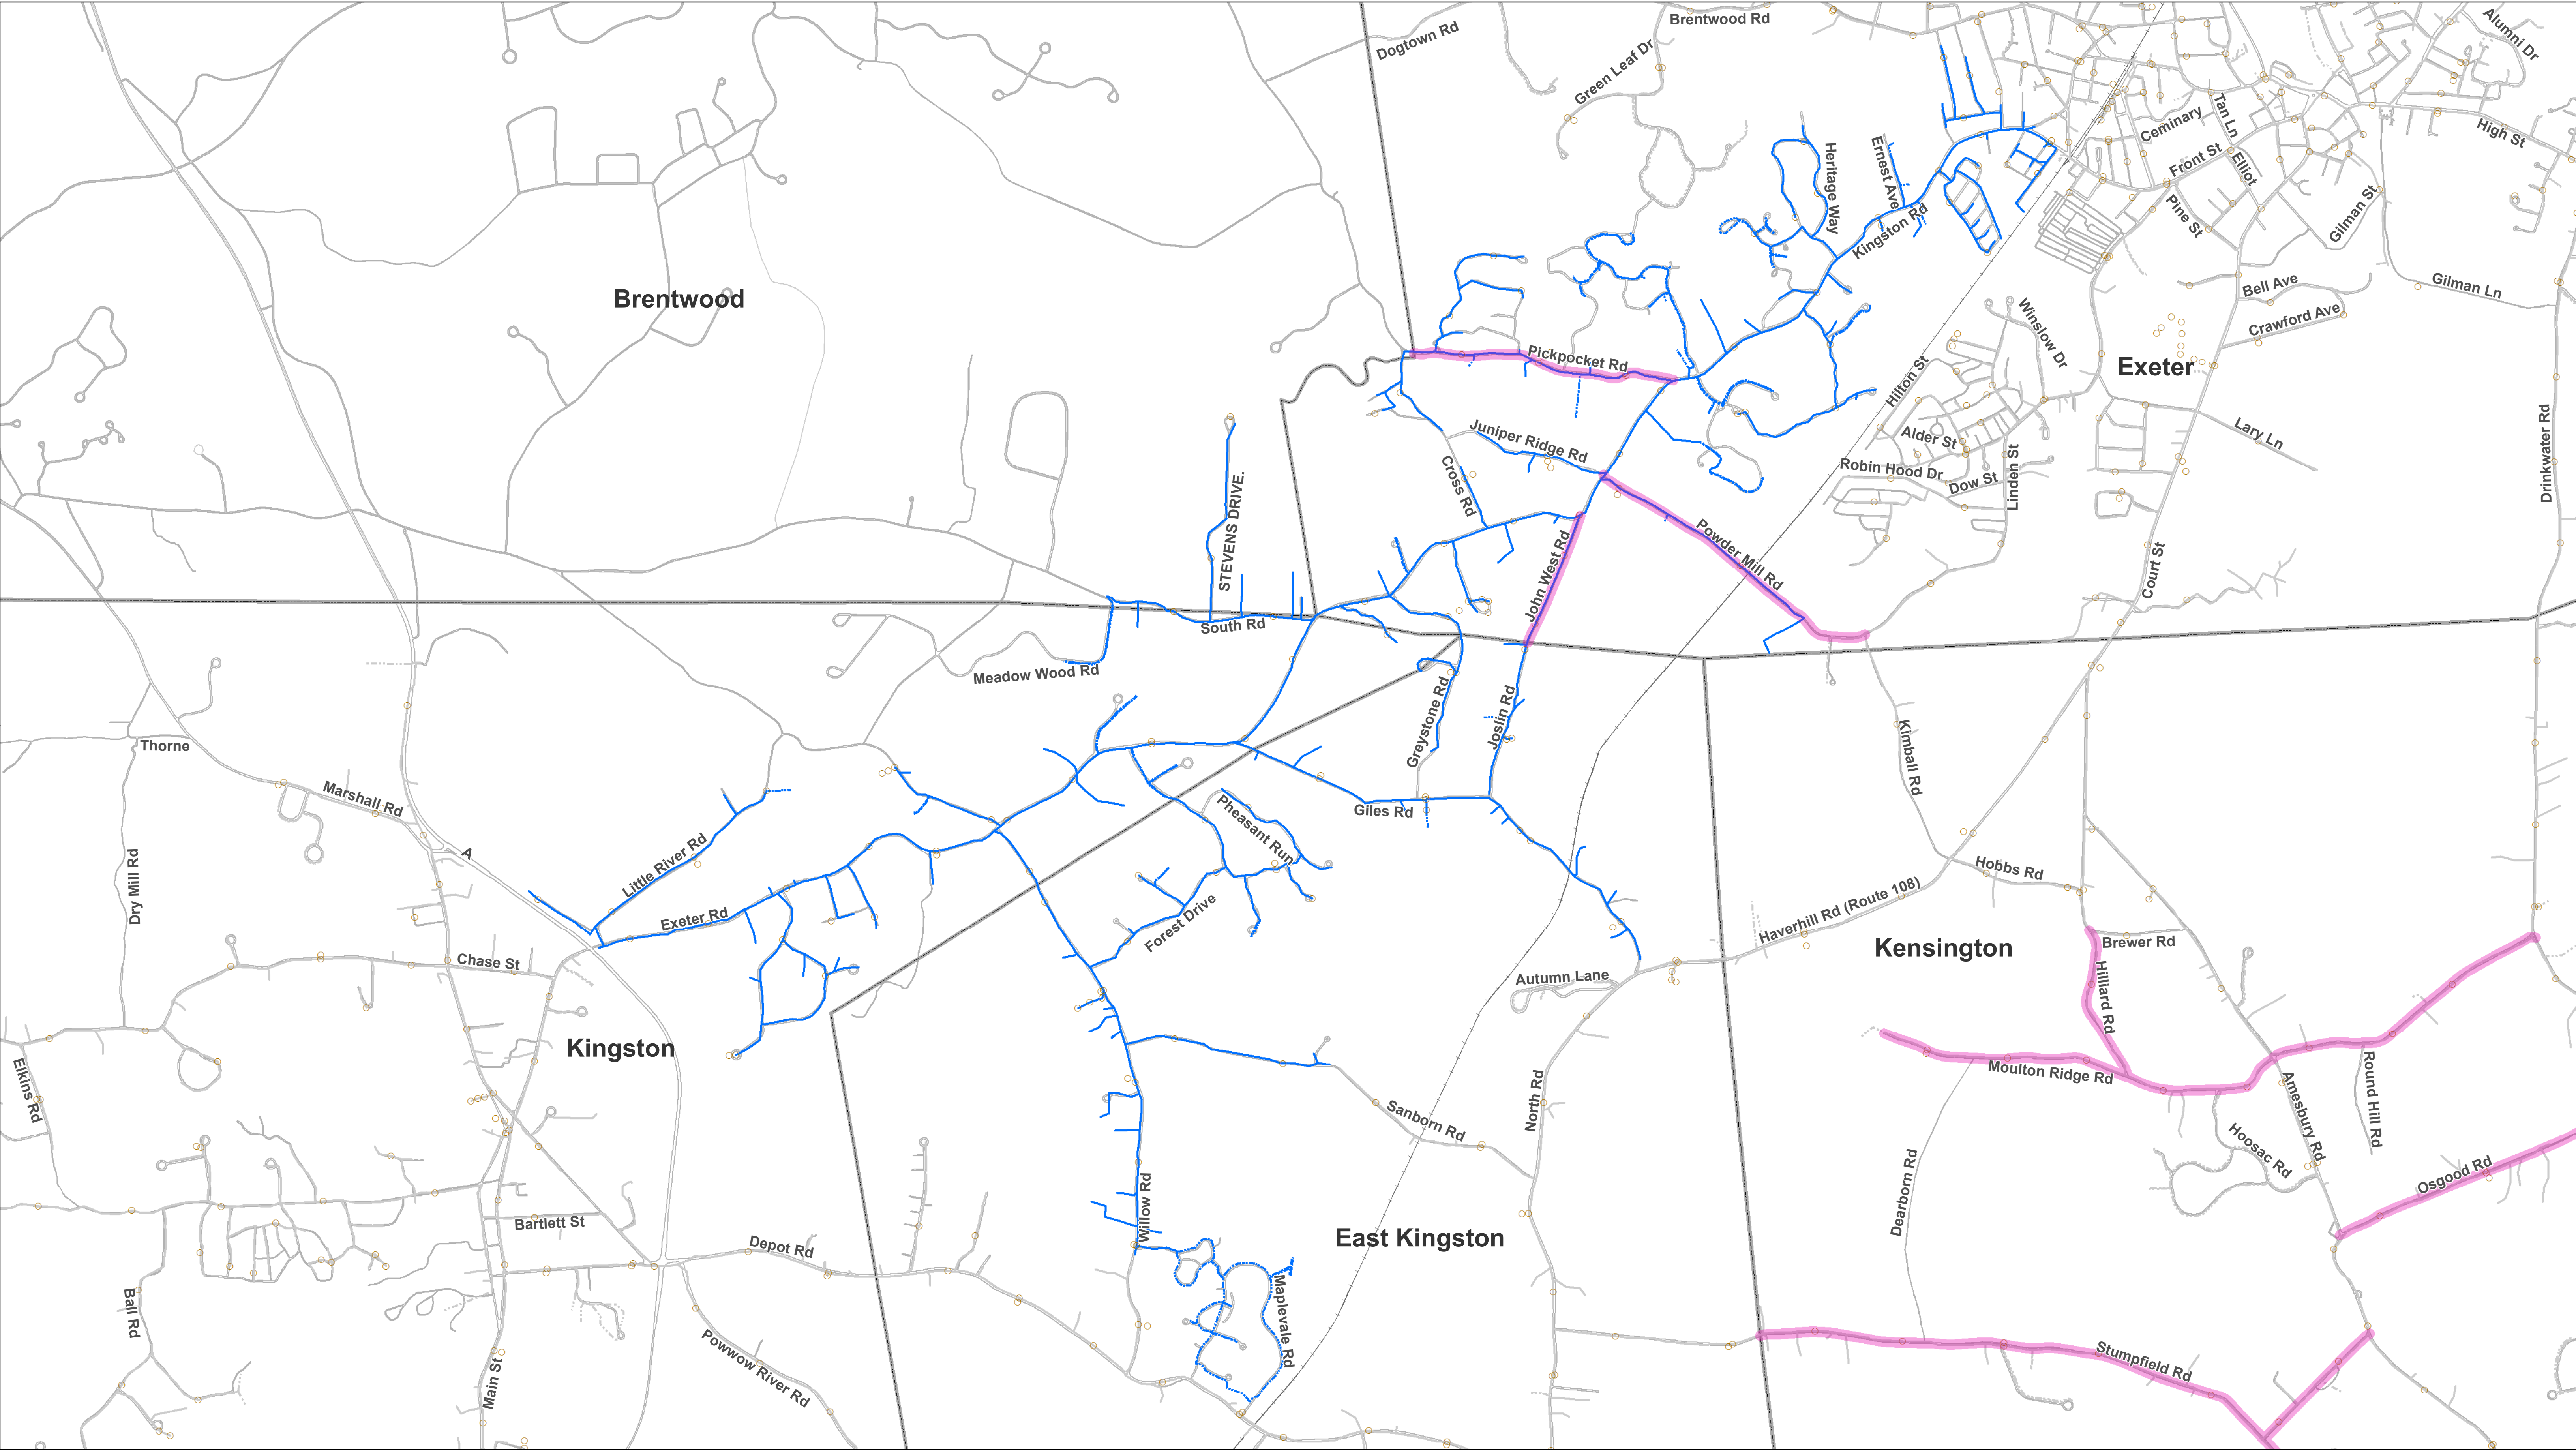 Brentwood Rd
Alumni Dr
Dogtown Rd
Green Leaf Dr
Tan Ln
Ceminary
High St
Front St
Elliot
Heritage Way
Ernest Ave
Kingston Rd
Pine St
Gilman St
Bell Ave
Gilman Ln
Brentwood
Crawford Ave
Winslow Dr
Exeter
Pickpocket Rd
Hilton St
Juniper Ridge Rd
Alder St
Lary Ln
Drinkwater Rd
Robin Hood Dr
Dow St
Linden St
Cross Rd
STEVENS DRIVE.
Powder Mill Rd
John West Rd
Court St
South Rd
Meadow Wood Rd
Greystone Rd
Joslin Rd
Kimball Rd
Thorne
Marshall Rd
Giles Rd
Pheasant Run
A
Little River Rd
Hobbs Rd
Dry Mill Rd
Exeter Rd
Forest Drive
Haverhill Rd (Route 108)
Kensington
Brewer Rd
Chase St
Autumn Lane
Hilliard Rd
Kingston
Moulton Ridge Rd
Elkins Rd
North Rd
Sanborn Rd
Amesbury Rd
Round Hill Rd
Hoosac Rd
Osgood Rd
Dearborn Rd
Willow Rd
Bartlett St
Depot Rd
East Kingston
Ball Rd
Maplevale Rd
Powwow River Rd
Main St
Stumpfield Rd